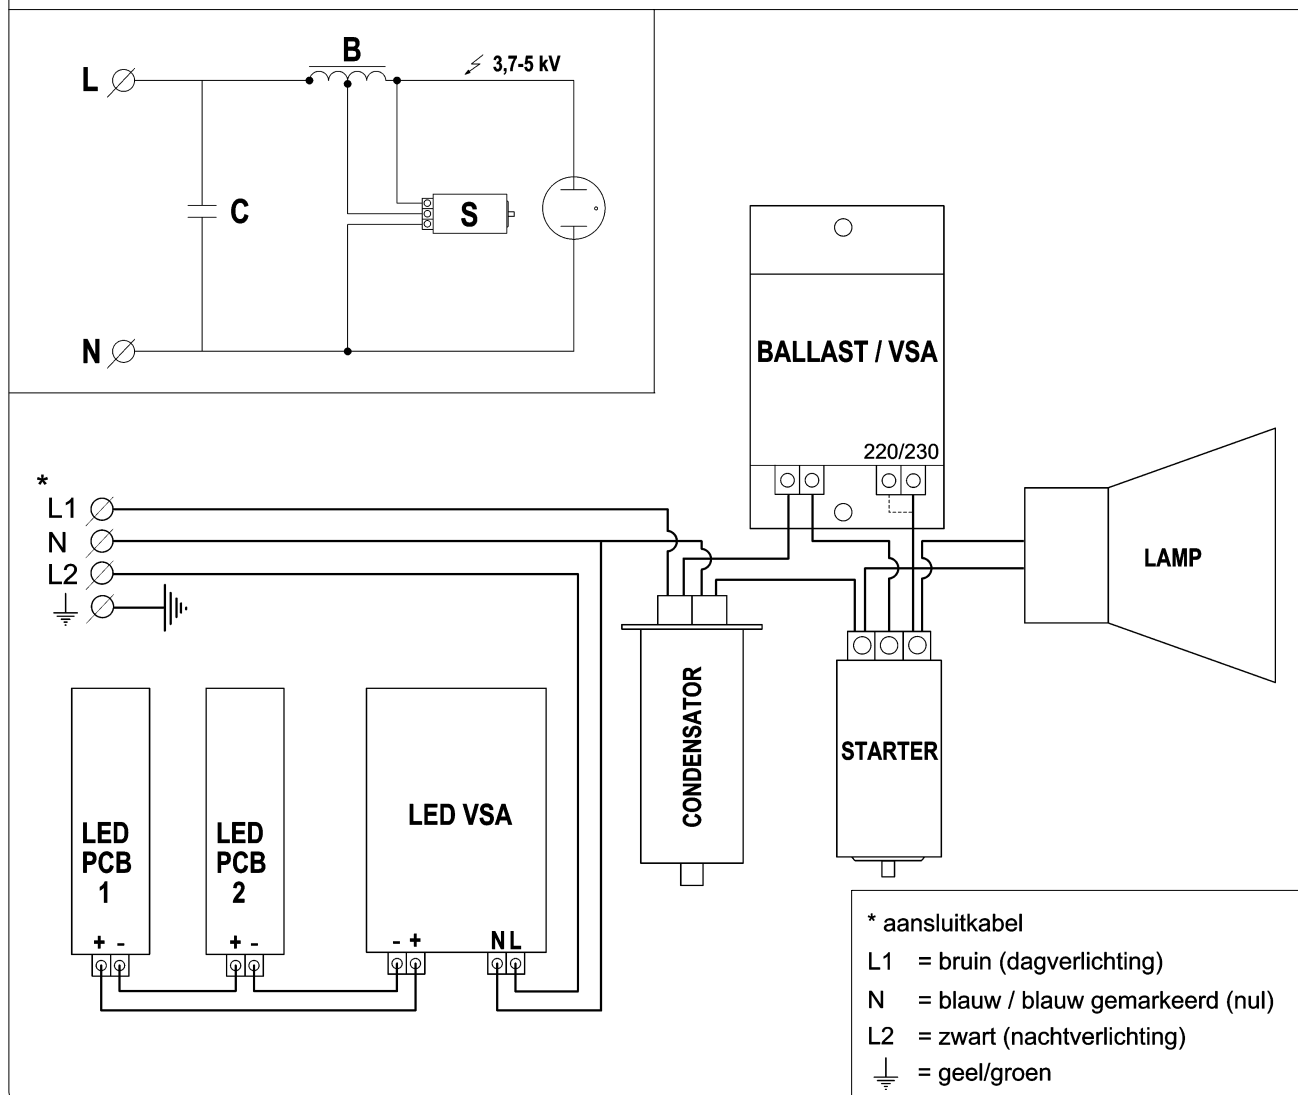 B
3,7-5 kV
L
C
S
N
BALLAST / VSA
220/230
*
L1
N
L2
LAMP
CONDENSATOR
STARTER
LED VSA
LED
PCB
1
LED
PCB
2
+ -
+ -
- +
N L
* aansluitkabel
L1 = bruin (dagverlichting)
N = blauw / blauw gemarkeerd (nul)
L2 = zwart (nachtverlichting)
⏚ = geel/groen